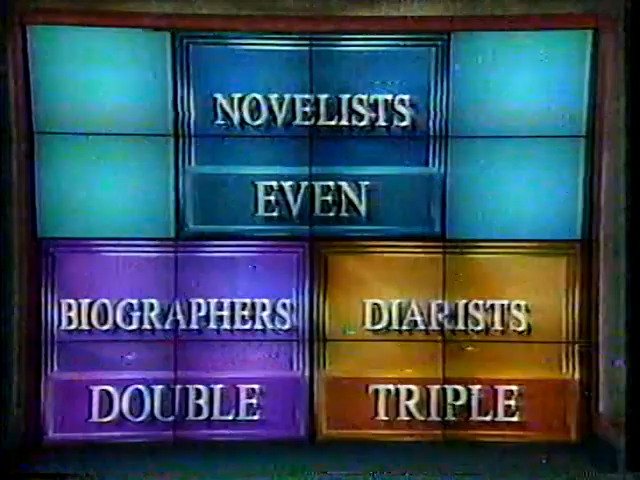 NOVELISTS
EVEN
BIOGRAPHERS
DOUBLE
DIARISTS
TRIPLE